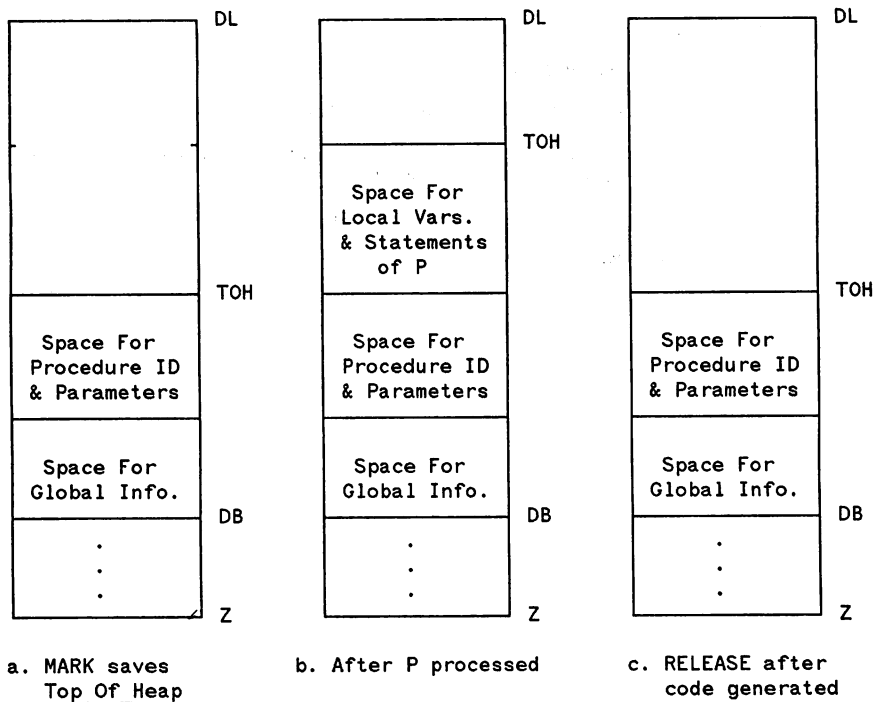 DL
TOH
Space For
Procedure ID
& Parameters
Space For
Global Info.
DB
.
.
.
Z
a. MARK saves
Top Of Heap
DL
TOH
Space For
Local Vars.
& Statements
of P
Space For
Procedure ID
& Parameters
Space For
Global Info.
DB
.
.
.
Z
b. After P processed
DL
TOH
Space For
Procedure ID
& Parameters
Space For
Global Info.
DB
.
.
.
Z
c. RELEASE after
code generated